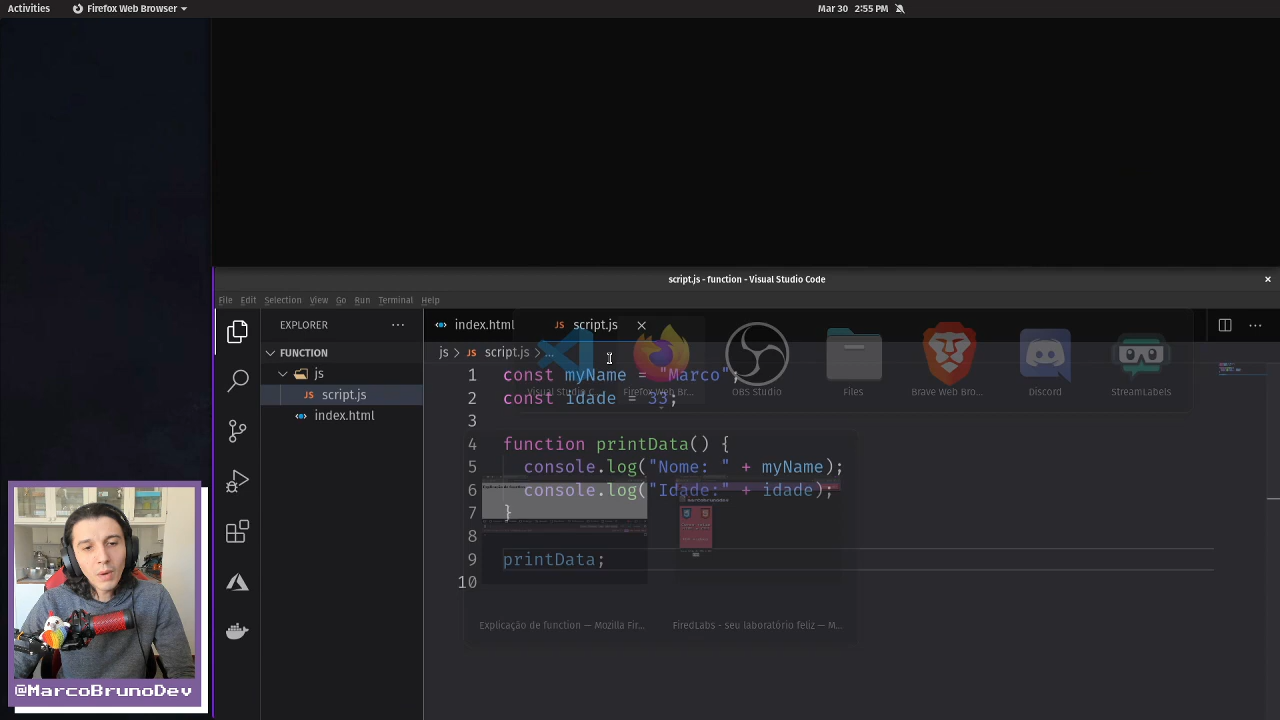 Activities
Firefox Web Browser
Mar 30 2:55 PM
script.js - function - Visual Studio Code
File Edit Selection View Go Run Terminal Help
EXPLORER
FUNCTION
js
script.js
index.html
index.html
script.js
js > script.js > ...
Visual Studio C...
Firefox Web Br...
OBS Studio
Files
Brave Web Bro...
Discord
StreamLabels
1 const myName = "Marco";
2 const idade = 33;
3
4 function printData() {
5 console.log("Nome: " + myName);
6 console.log("Idade:" + idade);
7 }
8
9 printData;
10
Explicação de function — Mozilla Fir...
FiredLabs - seu laboratório feliz — M...
@MarcoBrunoDev